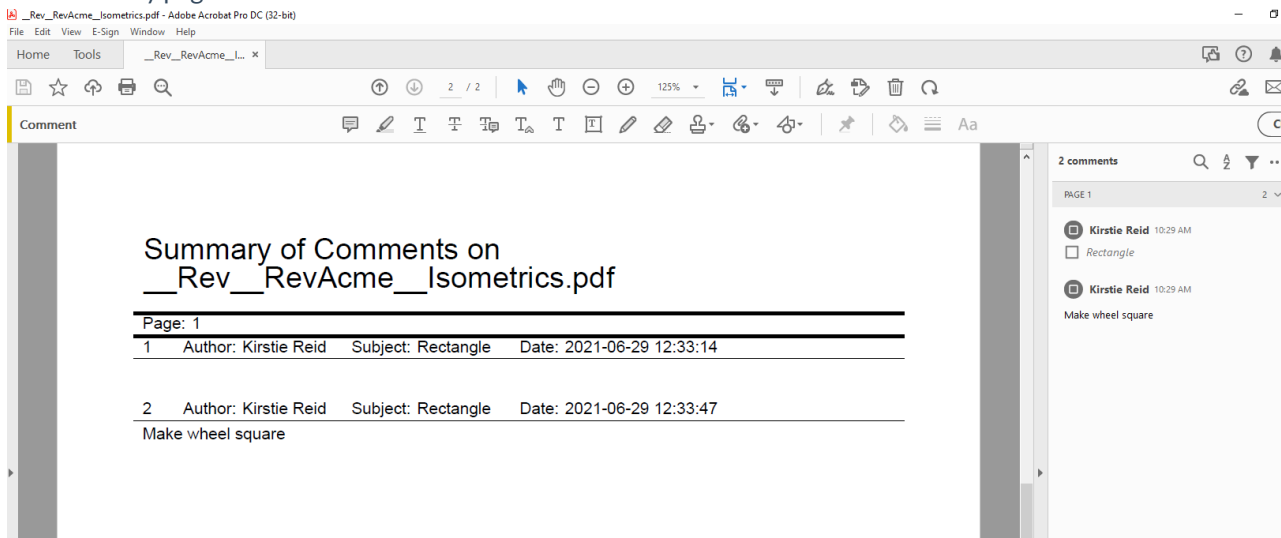 __Rev__RevAcme__Isometrics.pdf - Adobe Acrobat Pro DC (32-bit)
File Edit View E-Sign Window Help
Home Tools __Rev__RevAcme__I... ×
2 / 2 125%
Comment
Aa
2 comments
PAGE 1 2
Kirstie Reid 10:29 AM
Rectangle
Kirstie Reid 10:29 AM
Make wheel square
Summary of Comments on
__Rev__RevAcme__Isometrics.pdf
Page: 1
1 Author: Kirstie Reid Subject: Rectangle Date: 2021-06-29 12:33:14
2 Author: Kirstie Reid Subject: Rectangle Date: 2021-06-29 12:33:47
Make wheel square